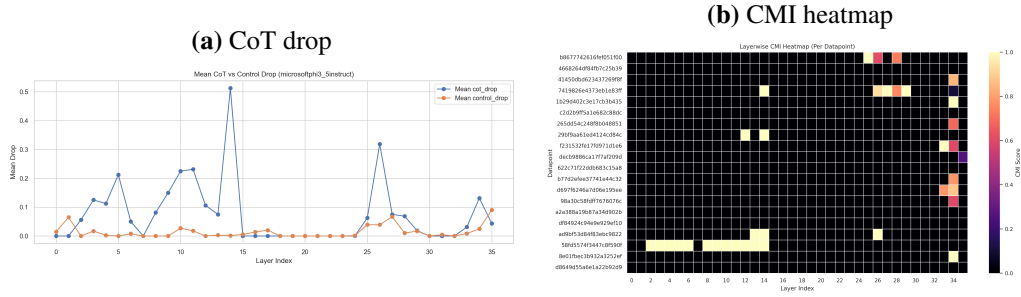 (a) CoT drop
Mean CoT vs Control Drop (microsoftphi3_5instruct)
Mean cot_drop
Mean control_drop
0.5
0.4
0.3
0.2
0.1
0.0
Mean Drop
0 5 10 15 20 25 30 35
Layer Index
(b) CMI heatmap
Layerwise CMI Heatmap (Per Datapoint)
b8677742616fef051f00
4668264df84fb7c25b39
41450dbd623437269f8f
7419826e4373eb1e83ff
1b29d402c3e17cb3b435
c2d2b9ff5a1e682c88dc
265dd54c248f8b048851
29bf9aa61ed4124cd84c
f231532fe17fd971d1e6
decb9886ca17f7af209d
622c71f22ddb683c15a8
b77d2efee37741e44c32
d697f6246a7d06e195ee
98a30c58fdff7676076c
a2a388a19b87a34d902b
df04924c94e9e929ef10
ad9bf53d84f83ebc9822
58fd5574f3447c8f590f
8e01fbec3b932a3252ef
d8649d55a6e1a22b92d9
Datapoint
0 2 4 6 8 10 12 14 16 18 20 22 24 26 28 30 32 34
Layer Index
1.0
0.8
0.6
0.4
0.2
0.0
CMI Score